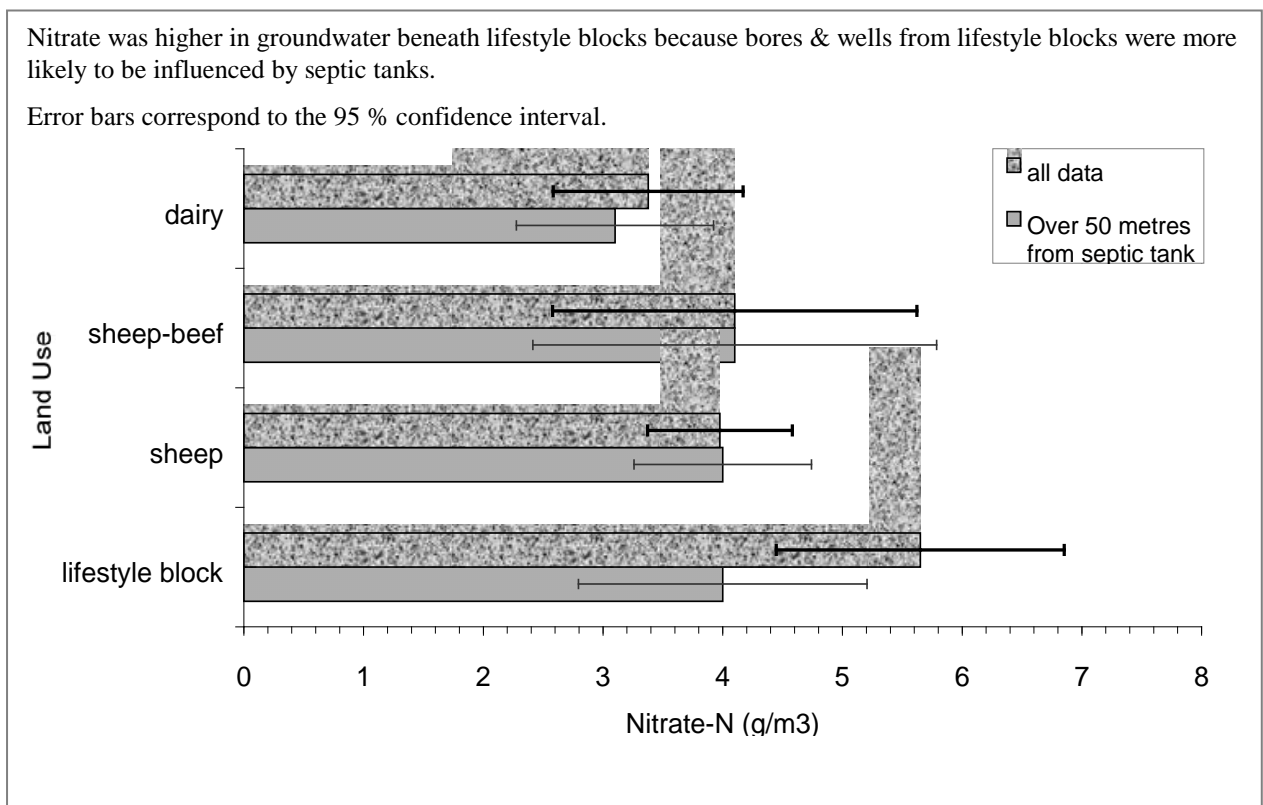 Nitrate was higher in groundwater beneath lifestyle blocks because bores & wells from lifestyle blocks were more
likely to be influenced by septic tanks.
Error bars correspond to the 95 % confidence interval.
all data
Over 50 metres
from septic tank
Land Use
dairy
sheep-beef
sheep
lifestyle block
0 1 2 3 4 5 6 7 8
Nitrate-N (g/m3)